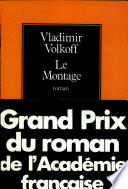 Vladimir
Volkoff
Le Montage
roman
Grand Prix
du roman
de l'Académie
française